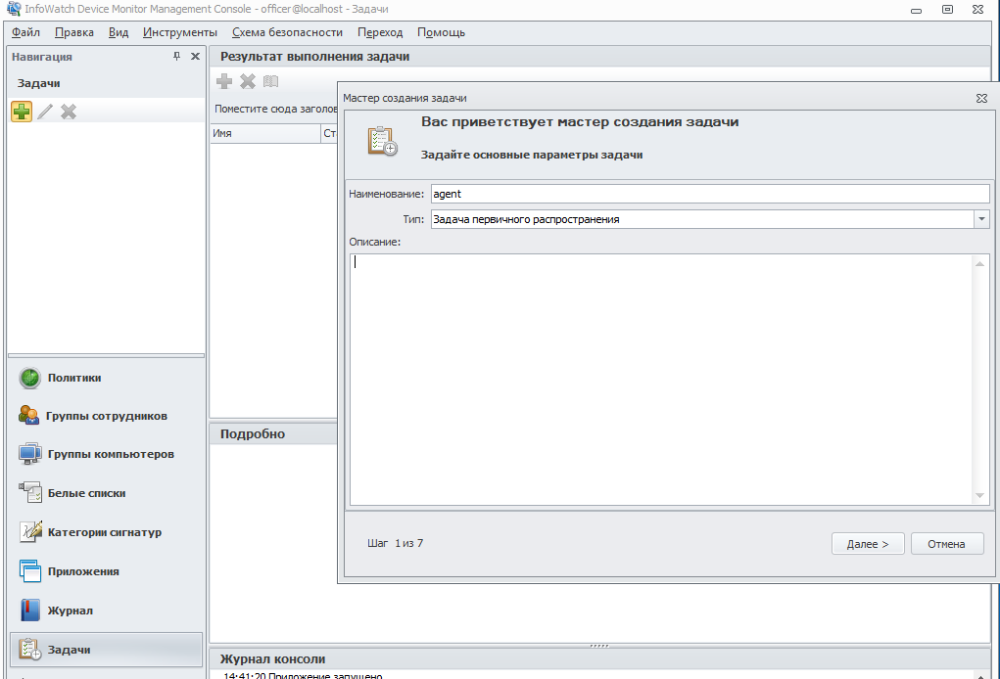 InfoWatch Device Monitor Management Console - officer@localhost - Задачи
Файл Правка Вид Инструменты Схема безопасности Переход Помощь
Навигация
Задачи
Политики
Группы сотрудников
Группы компьютеров
Белые списки
Категории сигнатур
Приложения
Журнал
Задачи
Результат выполнения задачи
Поместите сюда заголов
Имя Ст
Подробно
Журнал консоли
14:41:20 Приложение запущено
Мастер создания задачи
Вас приветствует мастер создания задачи
Задайте основные параметры задачи
Наименование: agent
Тип: Задача первичного распространения
Описание:
Шаг 1 из 7
Далее > Отмена